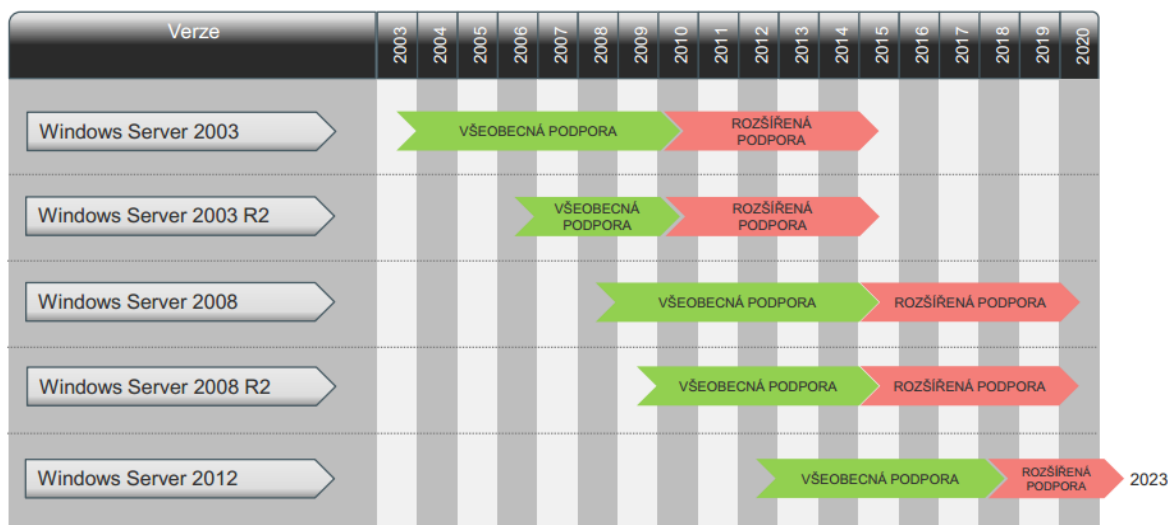 Verze
2003
2004
2005
2006
2007
2008
2009
2010
2011
2012
2013
2014
2015
2016
2017
2018
2019
2020
Windows Server 2003
VŠEOBECNÁ PODPORA
ROZŠÍŘENÁ
PODPORA
Windows Server 2003 R2
VŠEOBECNÁ
PODPORA
ROZŠÍŘENÁ
PODPORA
Windows Server 2008
VŠEOBECNÁ PODPORA
ROZŠÍŘENÁ PODPORA
Windows Server 2008 R2
VŠEOBECNÁ PODPORA
ROZŠÍŘENÁ PODPORA
Windows Server 2012
VŠEOBECNÁ PODPORA
ROZŠÍŘENÁ
PODPORA
2023